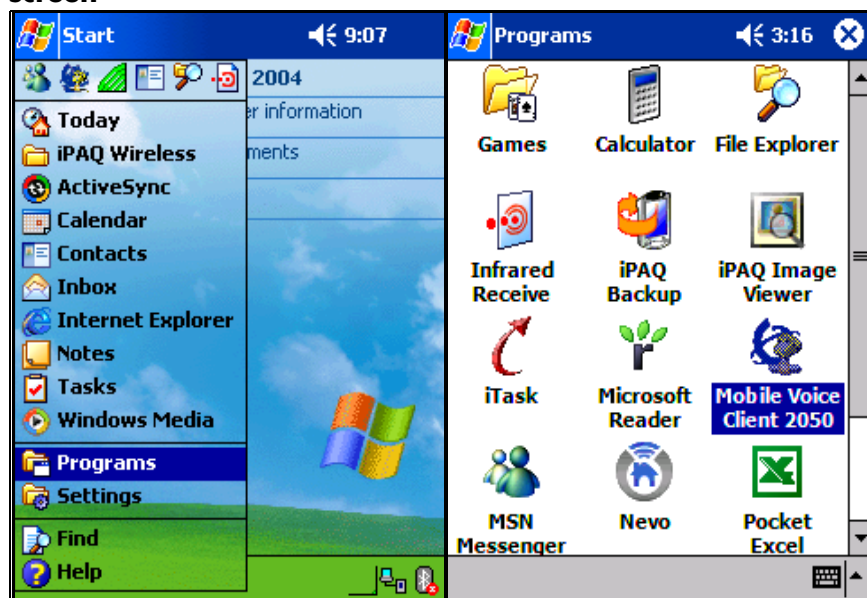 screen
Start 9:07
2004
er information
ments
Today
iPAQ Wireless
ActiveSync
Calendar
Contacts
Inbox
Internet Explorer
Notes
Tasks
Windows Media
Programs
Settings
Find
Help
Programs 3:16
Games Calculator File Explorer
Infrared iPAQ iPAQ Image
Receive Backup Viewer
iTask Microsoft Mobile Voice
Reader Client 2050
MSN Nevo Pocket
Messenger Excel